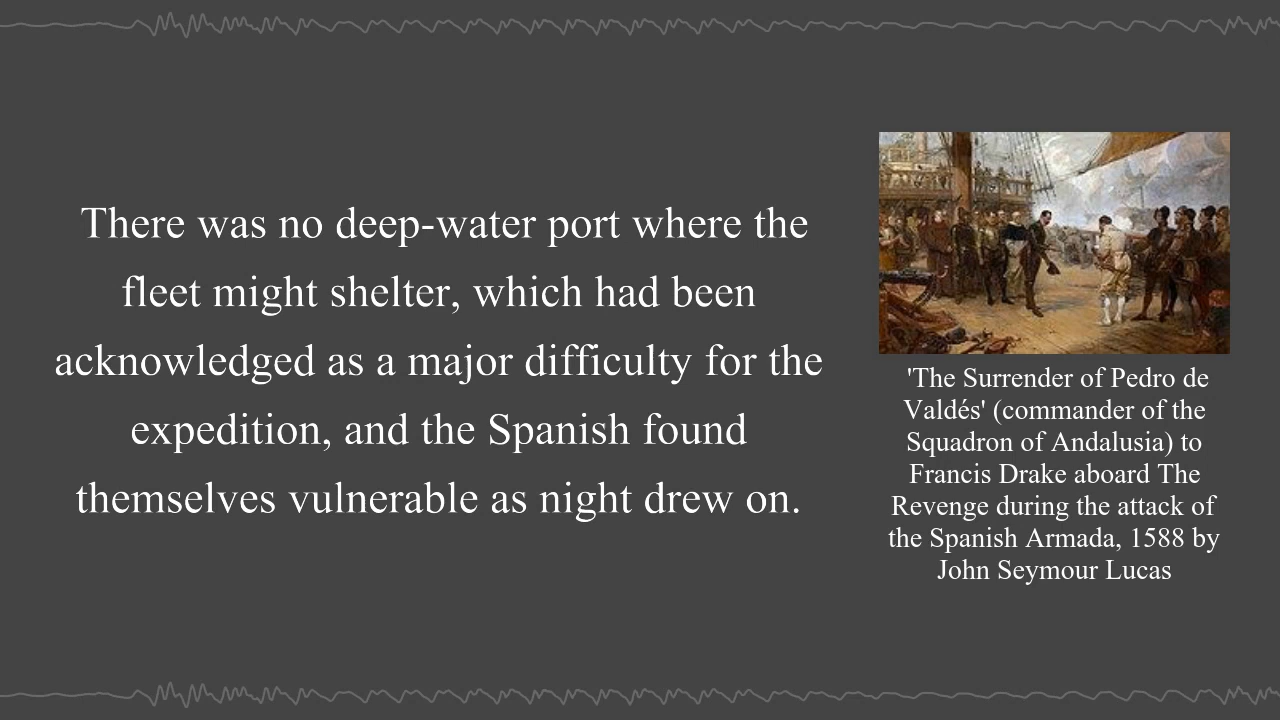 There was no deep-water port where the
fleet might shelter, which had been
acknowledged as a major difficulty for the
expedition, and the Spanish found
themselves vulnerable as night drew on.
'The Surrender of Pedro de
Valdés' (commander of the
Squadron of Andalusia) to
Francis Drake aboard The
Revenge during the attack of
the Spanish Armada, 1588 by
John Seymour Lucas